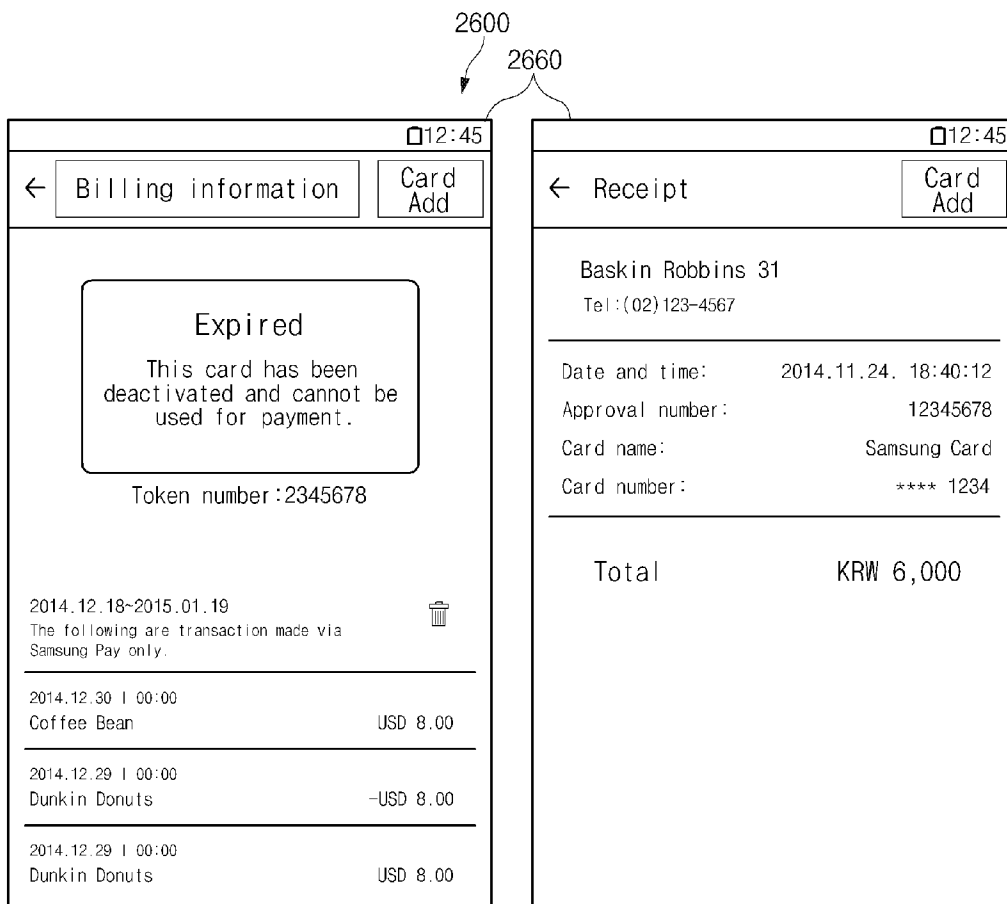 2600
2660
12:45
← Billing information
Card
Add
Expired
This card has been
deactivated and cannot be
used for payment.
Token number:2345678
2014.12.18~2015.01.19
The following are transaction made via
Samsung Pay only.
2014.12.30 | 00:00
Coffee Bean USD 8.00
2014.12.29 | 00:00
Dunkin Donuts -USD 8.00
2014.12.29 | 00:00
Dunkin Donuts USD 8.00
12:45
← Receipt
Card
Add
Baskin Robbins 31
Tel:(02)123-4567
Date and time: 2014.11.24. 18:40:12
Approval number: 12345678
Card name: Samsung Card
Card number: **** 1234
Total KRW 6,000